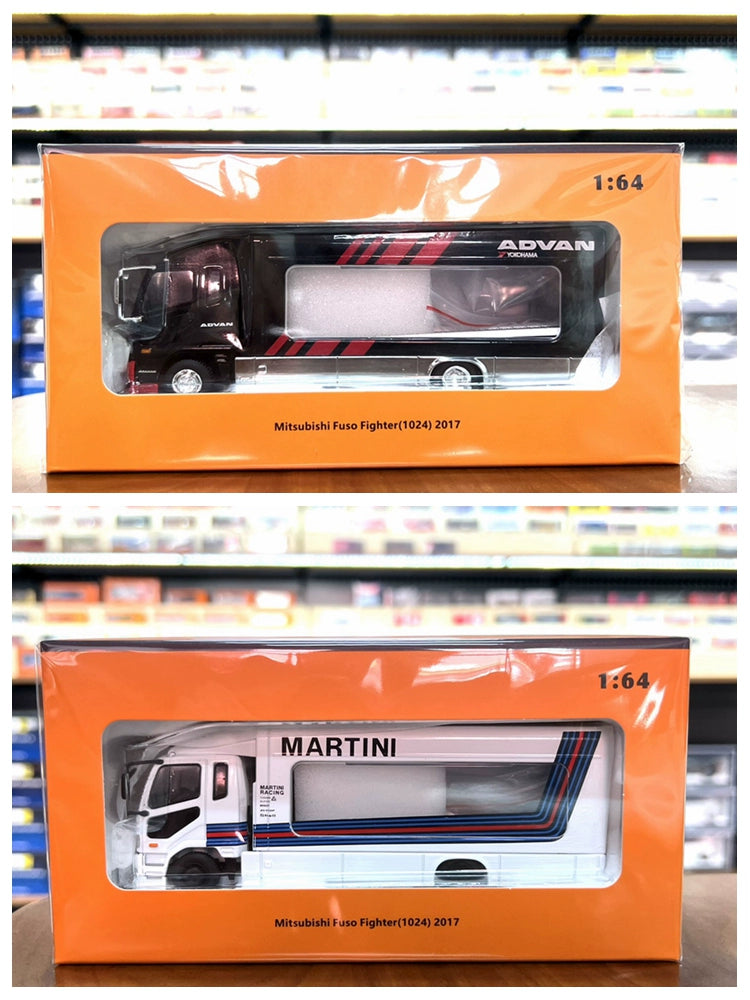 1:64
ADVAN
YOKOHAMA
ADVAN
Mitsubishi Fuso Fighter(1024) 2017
1:64
MARTINI
MARTINI
RACING
Mitsubishi Fuso Fighter(1024) 2017